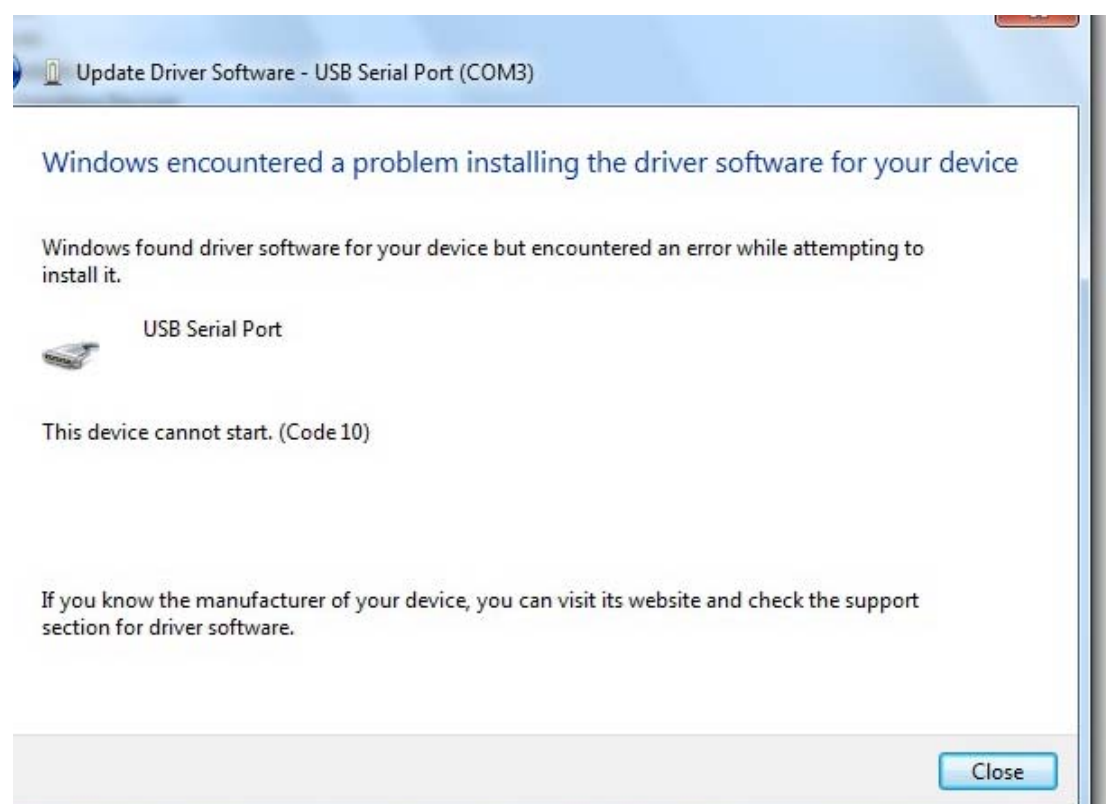 Update Driver Software - USB Serial Port (COM3)
Windows encountered a problem installing the driver software for your device
Windows found driver software for your device but encountered an error while attempting to
install it.
USB Serial Port
This device cannot start. (Code 10)
If you know the manufacturer of your device, you can visit its website and check the support
section for driver software.
Close